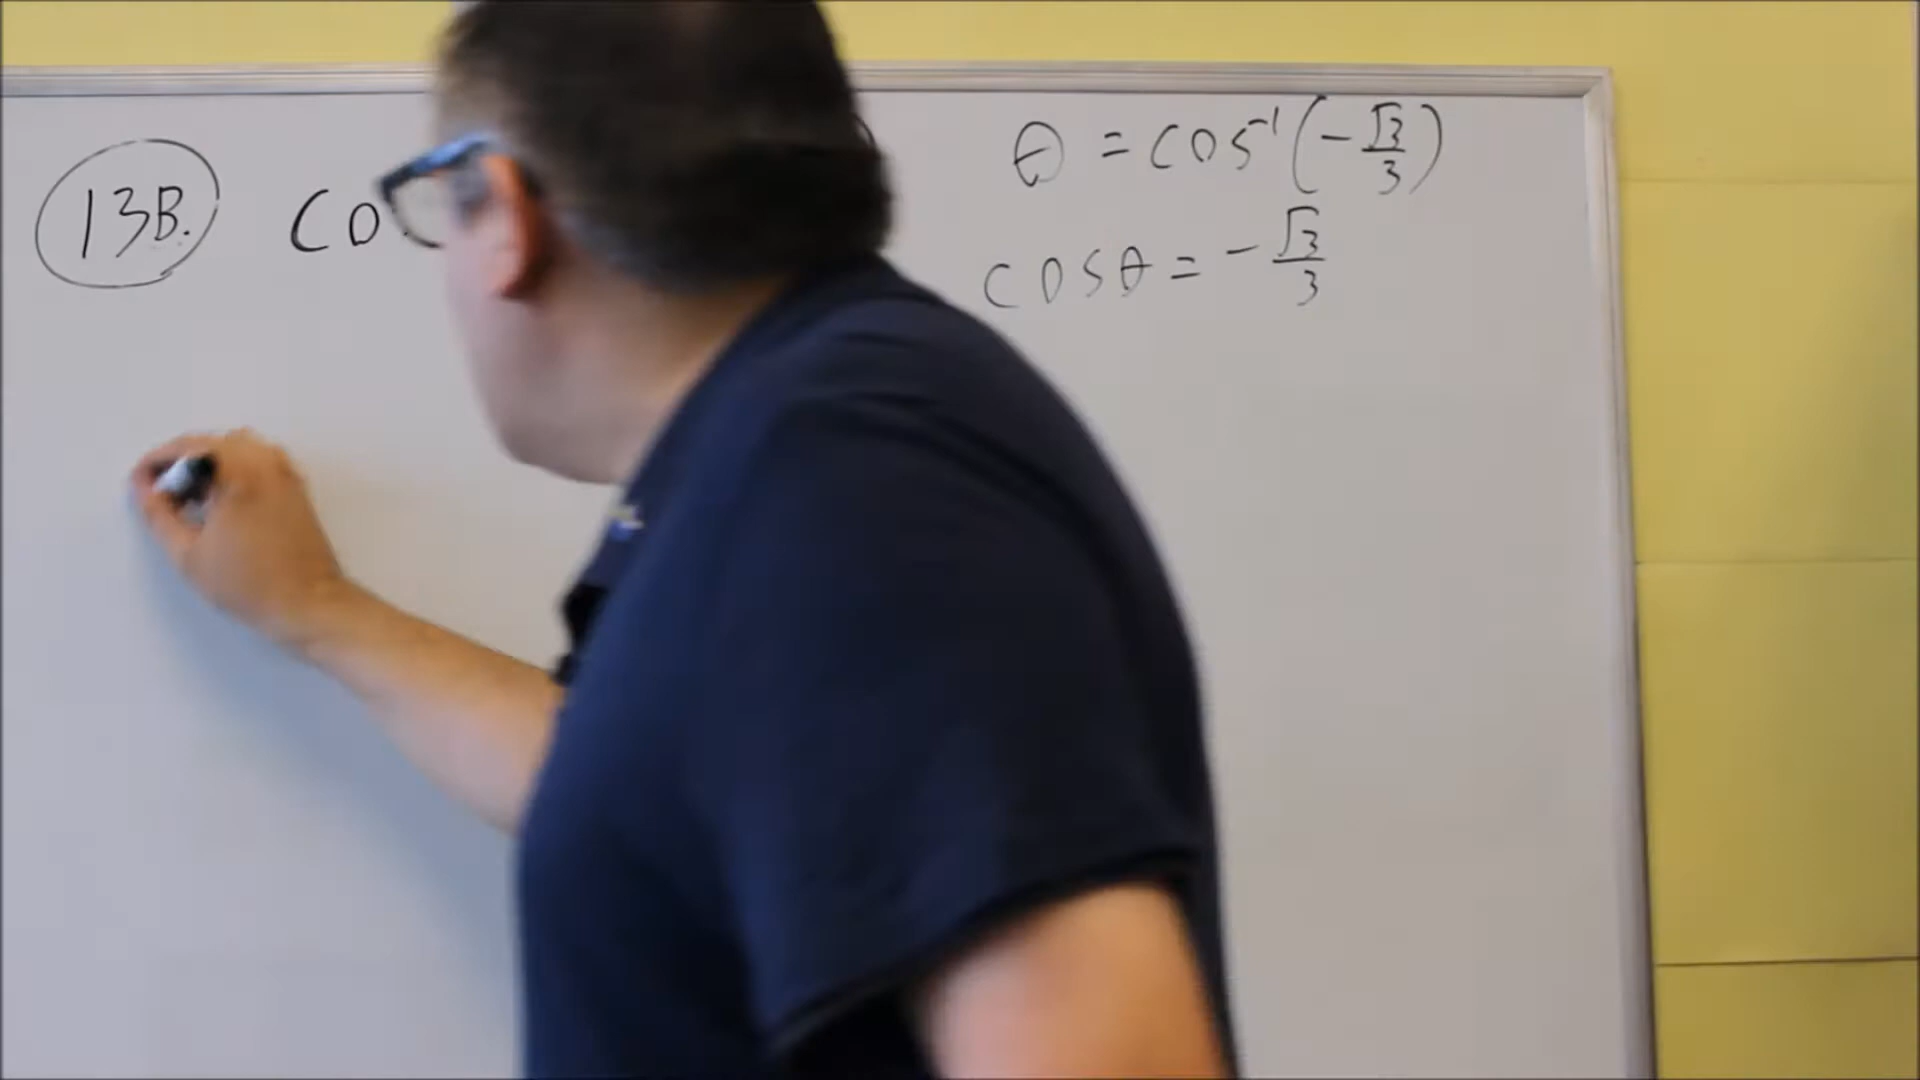 13B. co
θ = cos⁻¹(-√3/3)
cosθ = -√3/3